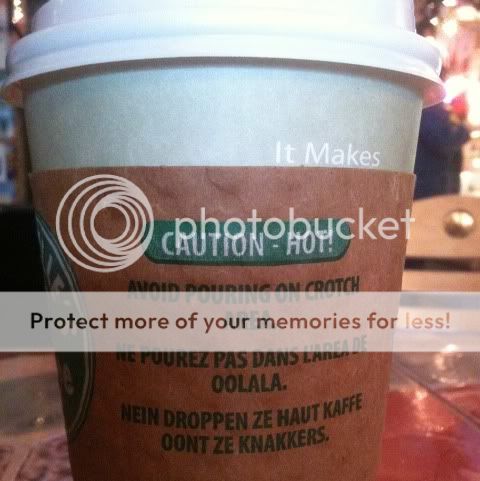 It Makes
photobucket
CAUTION - HOT!
AVOID POURING ON CROTCH
AREA.
Protect more of your memories for less!
NE POUREZ PAS DANS L'AREA DE
OOLALA.
NEIN DROPPEN ZE HAUT KAFFE
OONT ZE KNAKKERS.